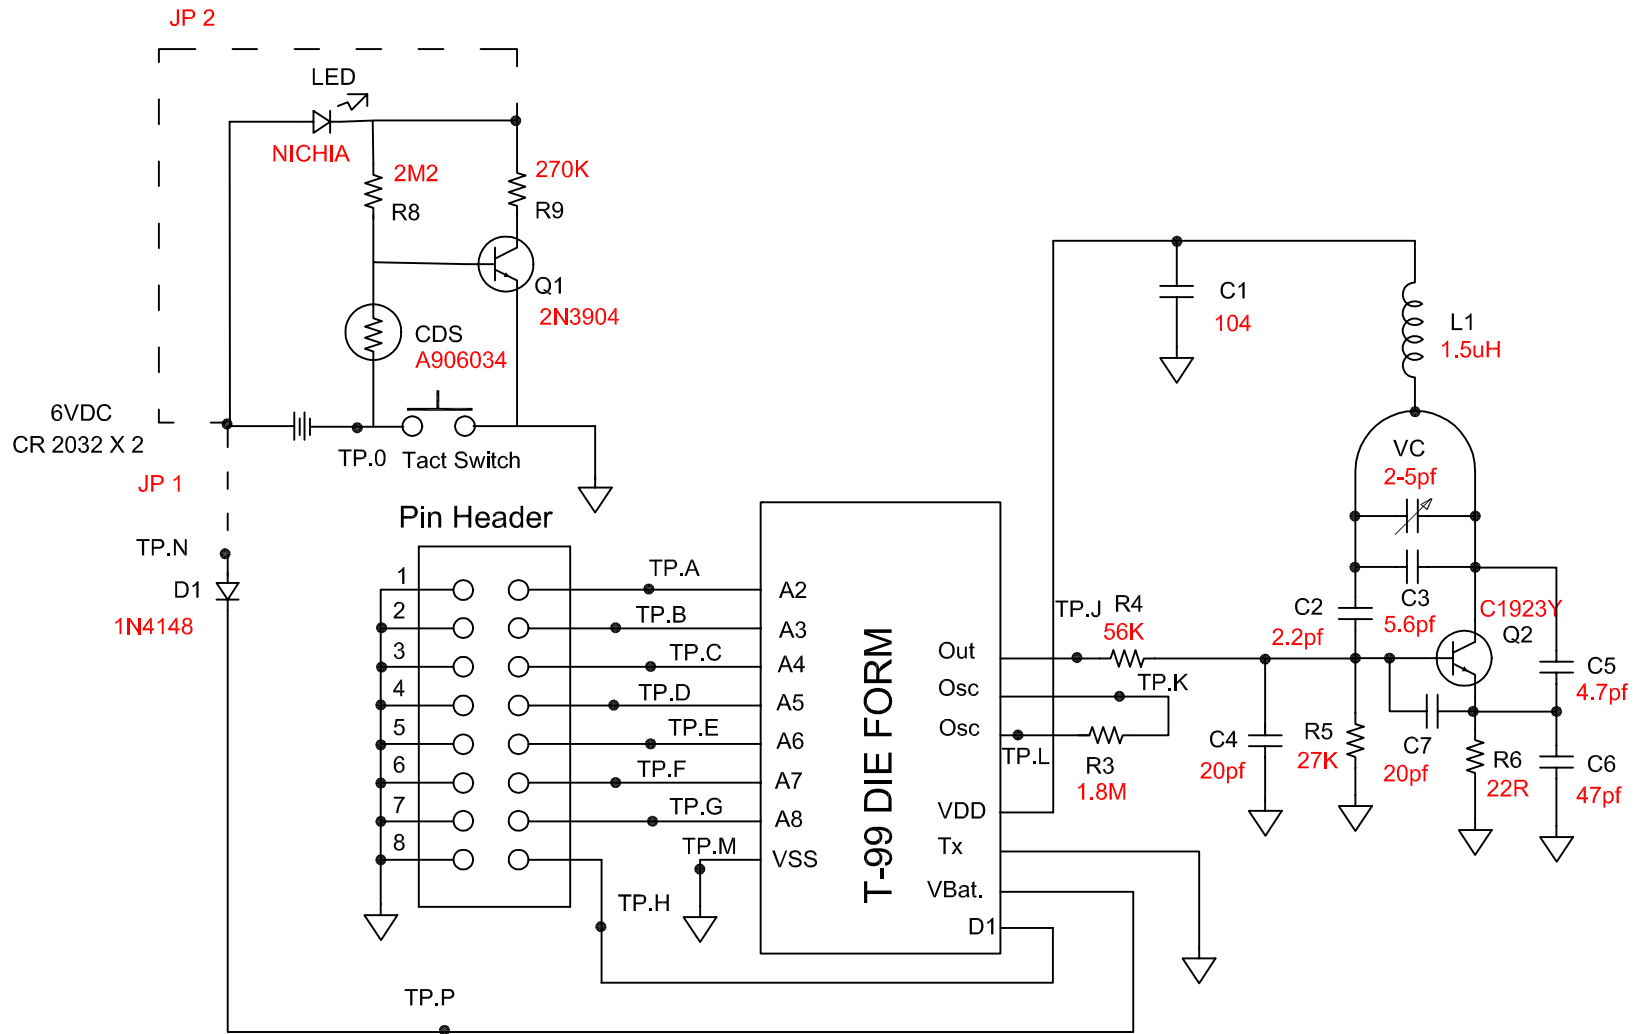 JP 2
LED
NICHIA
2M2
R8
270K
R9
Q1
2N3904
CDS
A906034
6VDC
CR 2032 X 2
TP.0
Tact Switch
JP 1
TP.N
D1
1N4148
Pin Header
1
2
3
4
5
6
7
8
TP.A
TP.B
TP.C
TP.D
TP.E
TP.F
TP.G
TP.M
TP.H
TP.P
A2
A3
A4
A5
A6
A7
A8
VSS
T-99 DIE FORM
Out
Osc
Osc
VDD
Tx
VBat.
D1
TP.J
R4
56K
TP.K
TP.L
R3
1.8M
C1
104
L1
1.5uH
VC
2-5pf
C2
2.2pf
C3
5.6pf
C1923Y
Q2
C5
4.7pf
C4
20pf
R5
27K
C7
20pf
R6
22R
C6
47pf